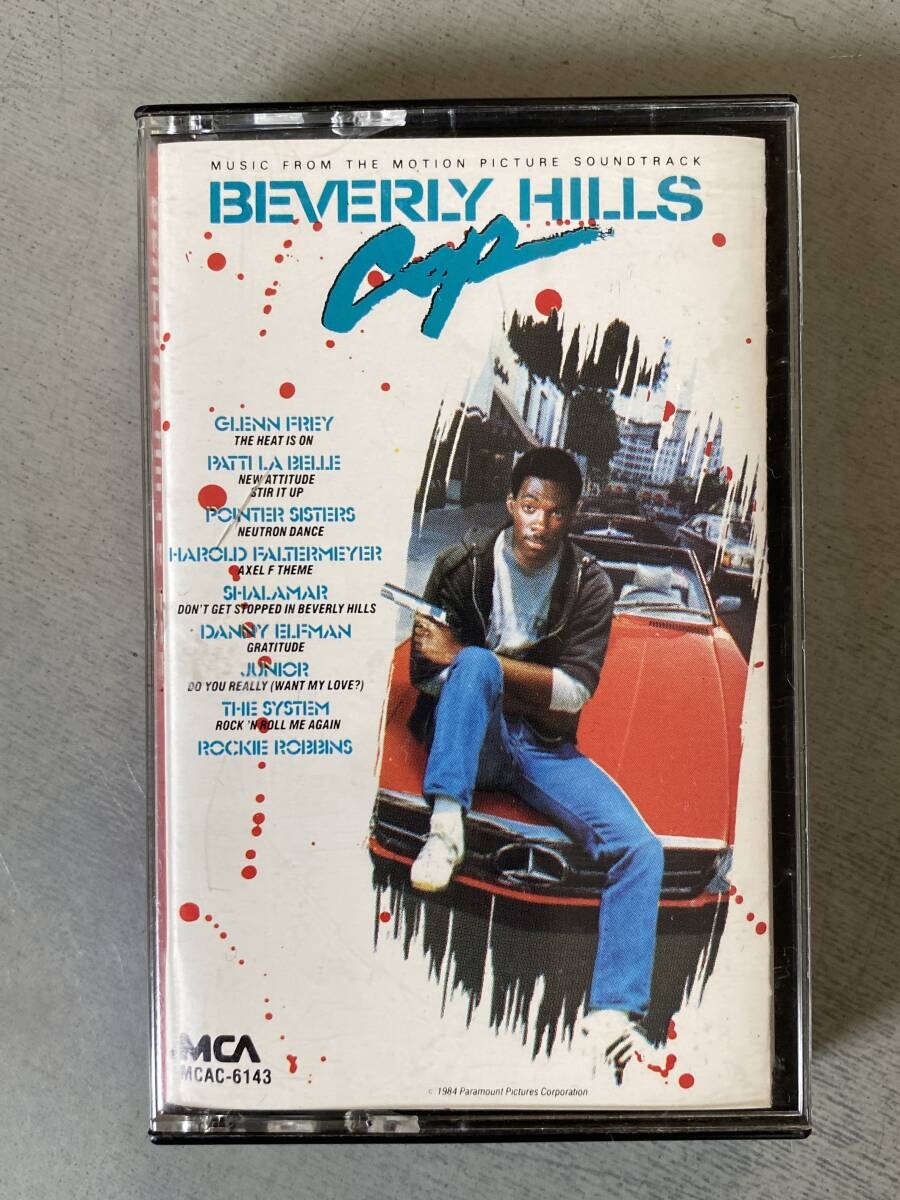 MUSIC FROM THE MOTION PICTURE SOUNDTRACK
BEVERLY HILLS
Cop
GLENN FREY
THE HEAT IS ON
PATTI LA BELLE
NEW ATTITUDE
STIR IT UP
POINTER SISTERS
NEUTRON DANCE
HAROLD FALTERMEYER
AXEL F THEME
SHALAMAR
DON'T GET STOPPED IN BEVERLY HILLS
DANNY ELFMAN
GRATITUDE
JUNIOR
DO YOU REALLY (WANT MY LOVE?)
THE SYSTEM
ROCK 'N ROLL ME AGAIN
ROCKIE ROBBINS
MCA
MCAC-6143
© 1984 Paramount Pictures Corporation